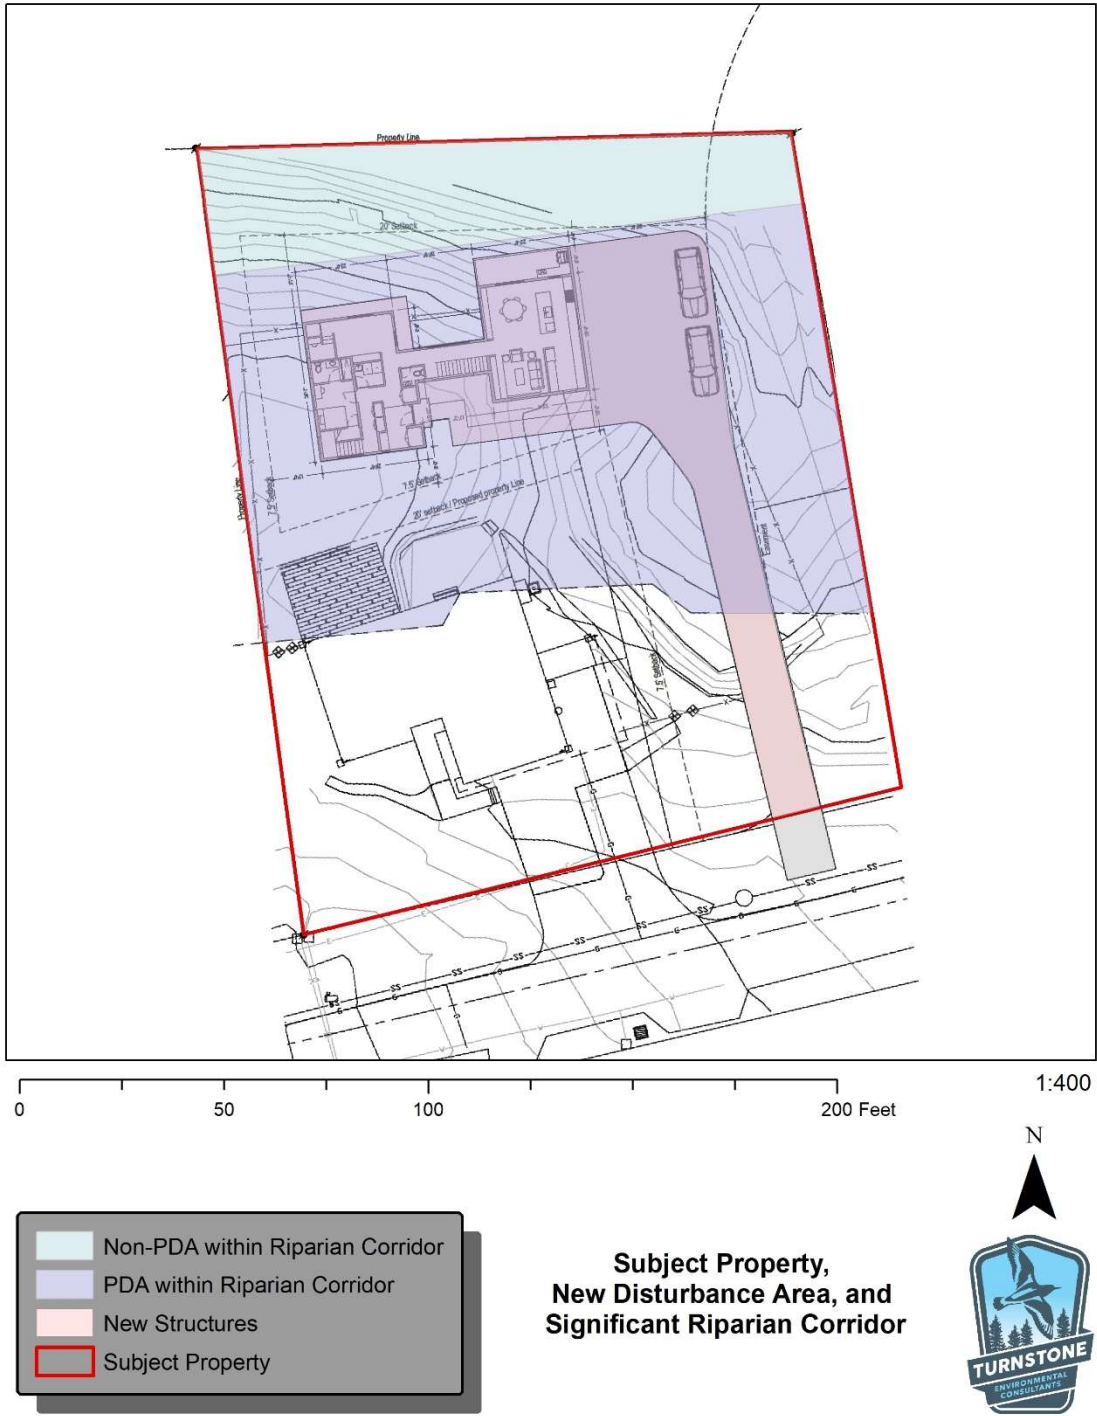 Property Line
20' Setback
7.5' Setback
20' setback / Proposed property Line
Property Line
7.5' Setback
Easement
7.5' Setback
0
50
100
200 Feet
1:400
N
Non-PDA within Riparian Corridor
PDA within Riparian Corridor
New Structures
Subject Property
Subject Property,
New Disturbance Area, and
Significant Riparian Corridor
TURNSTONE
ENVIRONMENTAL
CONSULTANTS